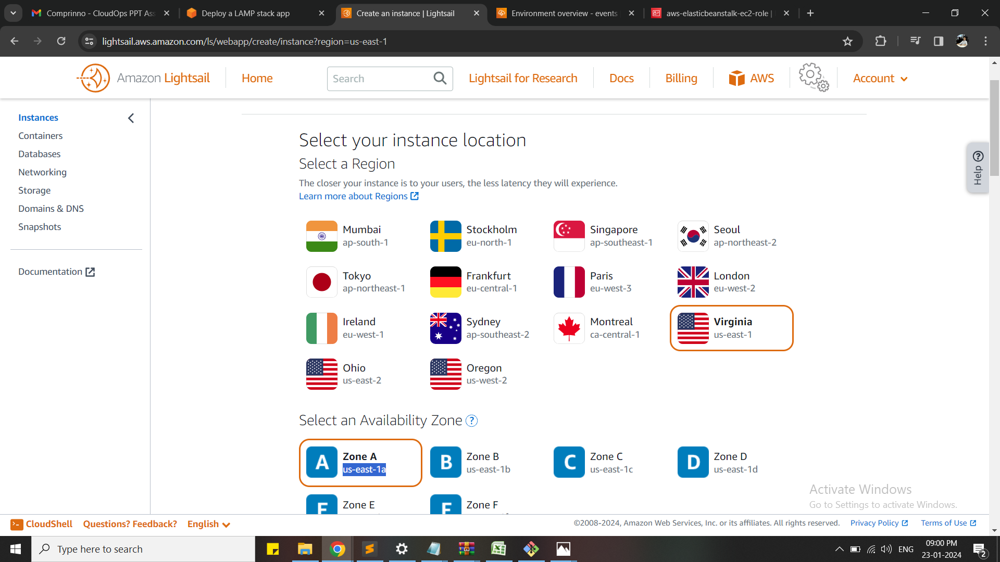 Comprinno - CloudOps PPT Ass
Deploy a LAMP stack app
Create an instance | Lightsail
Environment overview - events
aws-elasticbeanstalk-ec2-role |
lightsail.aws.amazon.com/ls/webapp/create/instance?region=us-east-1
Amazon Lightsail
Home
Search
Lightsail for Research
Docs
Billing
AWS
Account
Instances
Containers
Databases
Networking
Storage
Domains & DNS
Snapshots
Documentation
Select your instance location
Select a Region
The closer your instance is to your users, the less latency they will experience.
Learn more about Regions
Mumbai
ap-south-1
Stockholm
eu-north-1
Singapore
ap-southeast-1
Seoul
ap-northeast-2
Tokyo
ap-northeast-1
Frankfurt
eu-central-1
Paris
eu-west-3
London
eu-west-2
Ireland
eu-west-1
Sydney
ap-southeast-2
Montreal
ca-central-1
Virginia
us-east-1
Ohio
us-east-2
Oregon
us-west-2
Select an Availability Zone ?
A
Zone A
us-east-1a
B
Zone B
us-east-1b
C
Zone C
us-east-1c
D
Zone D
us-east-1d
Zone E
Zone F
Help
Activate Windows
Go to Settings to activate Windows.
CloudShell
Questions? Feedback?
English
©2008-2024, Amazon Web Services, Inc. or its affiliates. All rights reserved.
Privacy Policy
Terms of Use
Type here to search
ENG
09:00 PM
23-01-2024
2